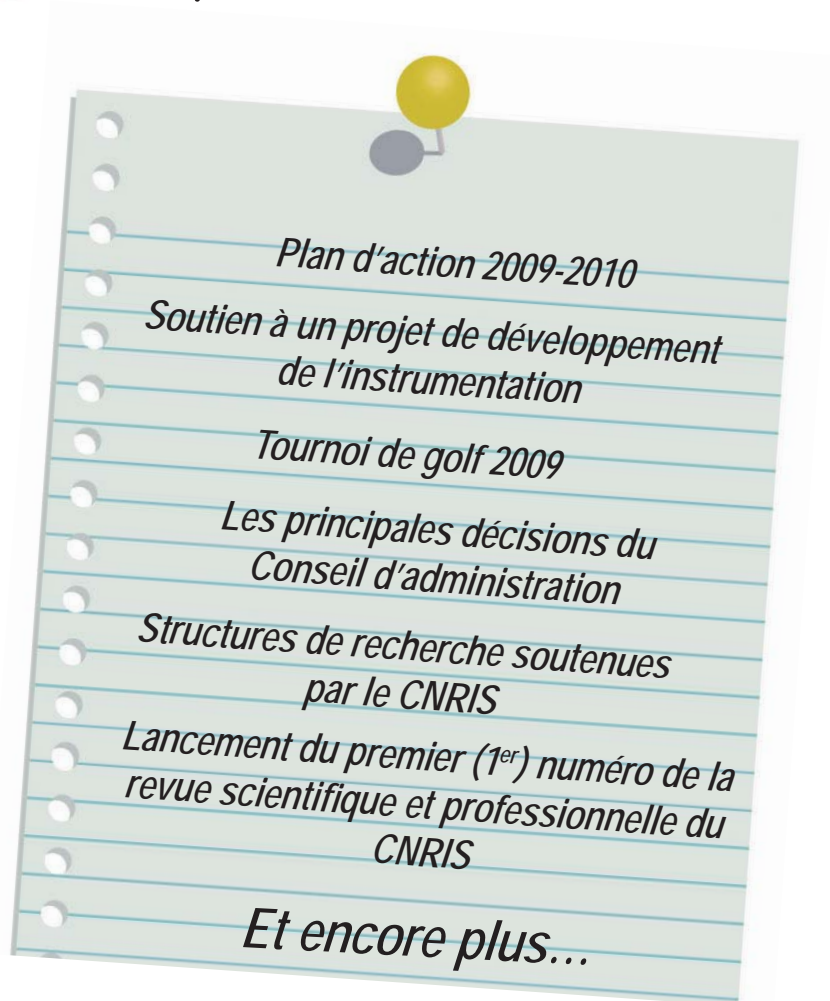 Plan d'action 2009-2010
Soutien à un projet de développement
de l'instrumentation
Tournoi de golf 2009
Les principales décisions du
Conseil d'administration
Structures de recherche soutenues
par le CNRIS
Lancement du premier (1er) numéro de la
revue scientifique et professionnelle du
CNRIS
Et encore plus...